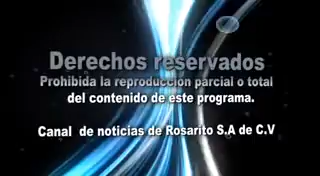 Derechos reservados
Prohibida la reproducción parcial o total
del contenido de este programa.
Canal de noticias de Rosarito S.A de C.V